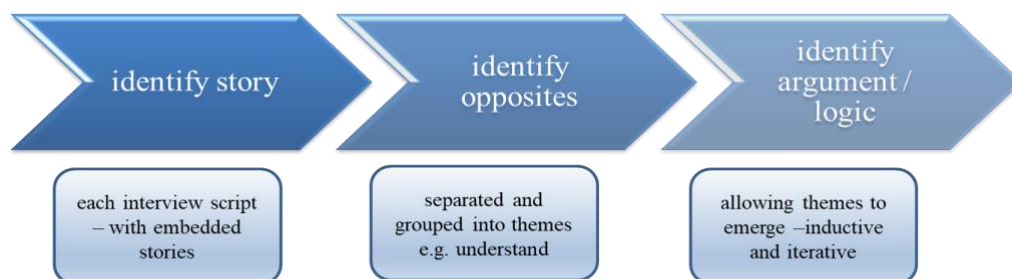 identify story
identify
opposites
identify
argument /
logic
each interview script
– with embedded
stories
separated and
grouped into themes
e.g. understand
allowing themes to
emerge –inductive
and iterative